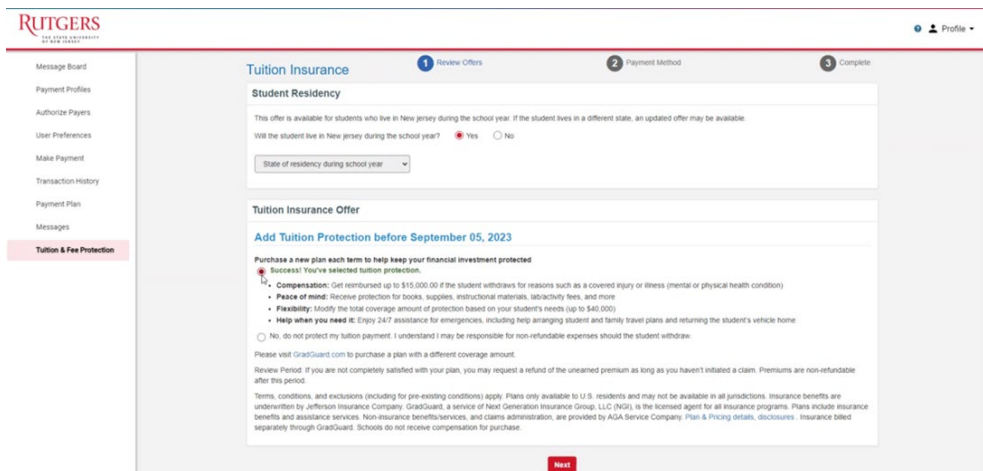 RUTGERS
THE STATE UNIVERSITY
OF NEW JERSEY
Profile
Message Board
Payment Profiles
Authorize Payers
User Preferences
Make Payment
Transaction History
Payment Plan
Messages
Tuition & Fee Protection
Tuition Insurance
1 Review Offers
2 Payment Method
3 Complete
Student Residency
This offer is available for students who live in New jersey during the school year. If the student lives in a different state, an updated offer may be available.
Will the student live in New jersey during the school year? Yes No
State of residency during school year
Tuition Insurance Offer
Add Tuition Protection before September 05, 2023
Purchase a new plan each term to help keep your financial investment protected
Success! You've selected tuition protection.
• Compensation: Get reimbursed up to $15,000.00 if the student withdraws for reasons such as a covered injury or illness (mental or physical health condition)
• Peace of mind: Receive protection for books, supplies, instructional materials, lab/activity fees, and more
• Flexibility: Modify the total coverage amount of protection based on your student's needs (up to $40,000)
• Help when you need it: Enjoy 24/7 assistance for emergencies, including help arranging student and family travel plans and returning the student's vehicle home
No, do not protect my tuition payment. I understand I may be responsible for non-refundable expenses should the student withdraw.
Please visit GradGuard.com to purchase a plan with a different coverage amount.
Review Period: If you are not completely satisfied with your plan, you may request a refund of the unearned premium as long as you haven't initiated a claim. Premiums are non-refundable
after this period.
Terms, conditions, and exclusions (including for pre-existing conditions) apply. Plans only available to U.S. residents and may not be available in all jurisdictions. Insurance benefits are
underwritten by Jefferson Insurance Company. GradGuard, a service of Next Generation Insurance Group, LLC (NGI), is the licensed agent for all insurance programs. Plans include insurance
benefits and assistance services. Non-insurance benefits/services, and claims administration, are provided by AGA Service Company. Plan & Pricing details, disclosures . Insurance billed
separately through GradGuard. Schools do not receive compensation for purchase.
Next